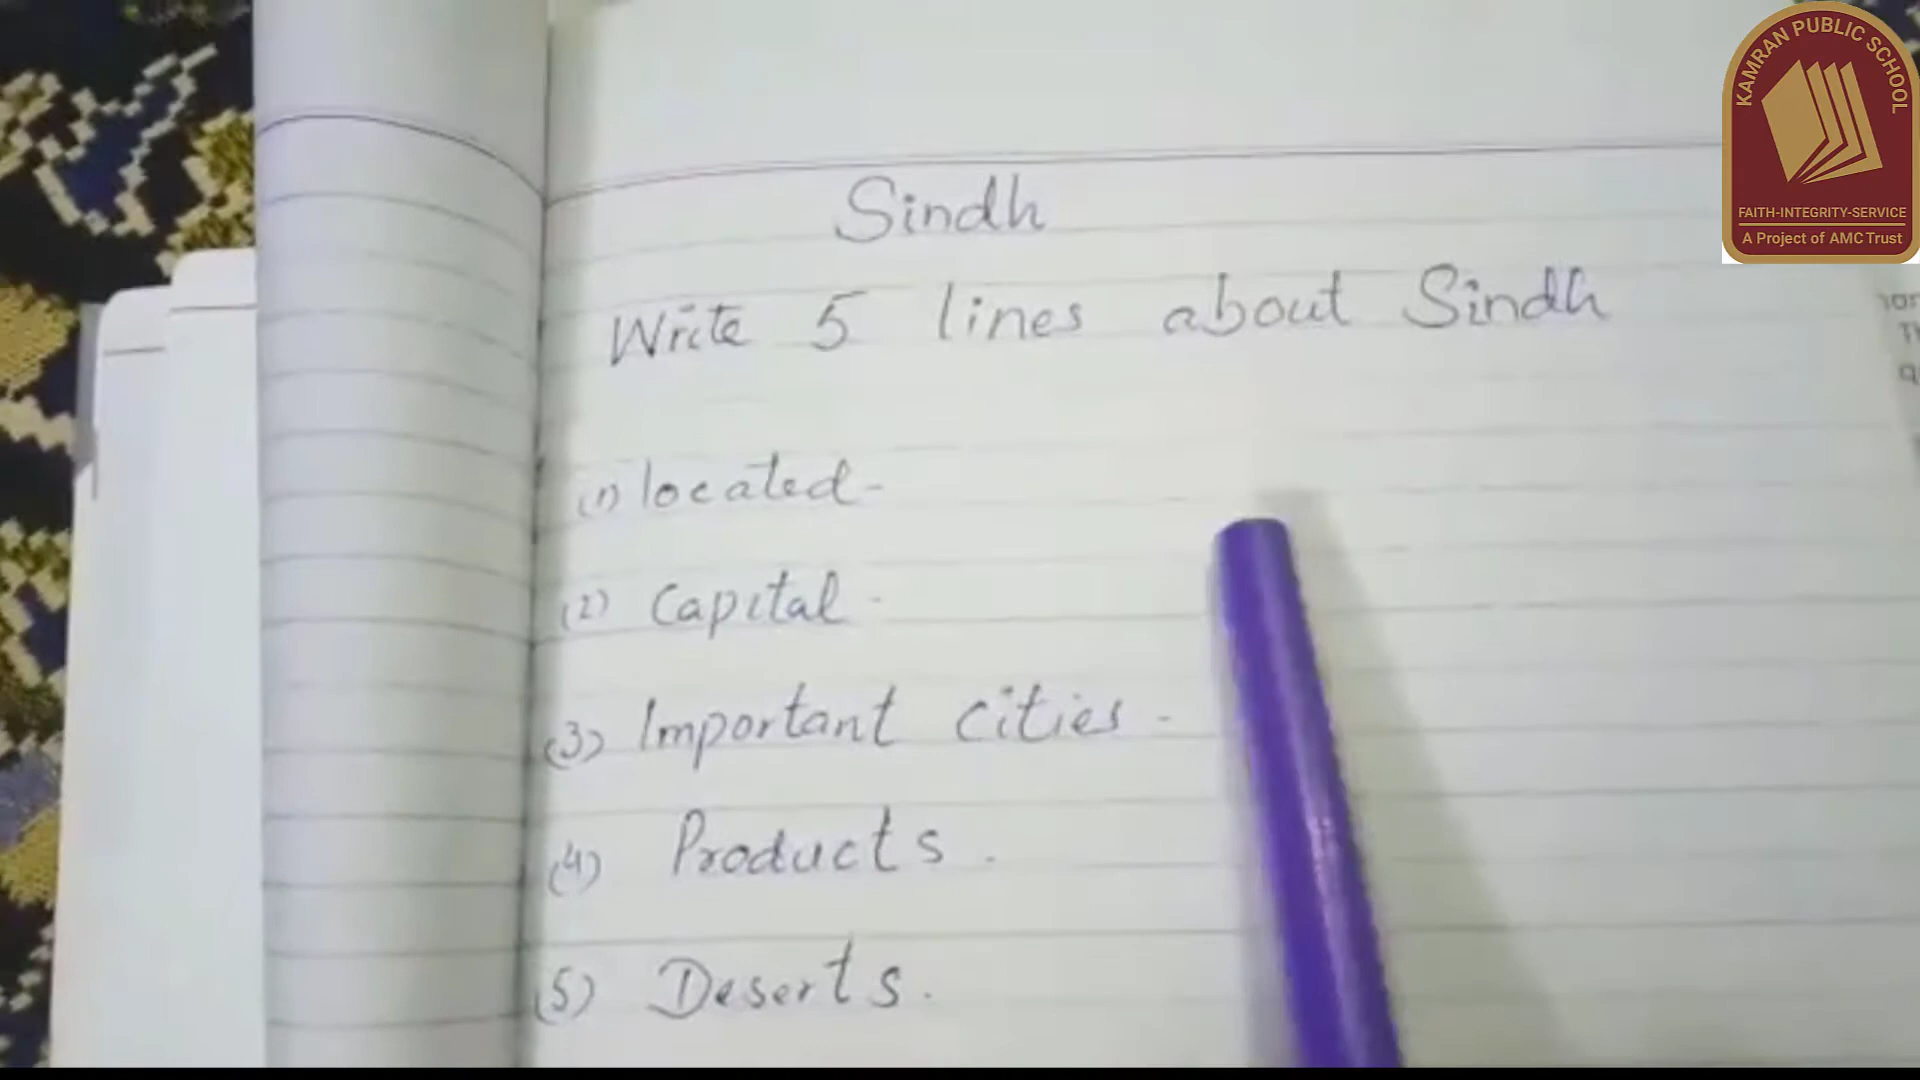 KAMRAN PUBLIC SCHOOL
FAITH-INTEGRITY-SERVICE
A Project of AMC Trust
Sindh
Write 5 lines about Sindh
(1) located -
(2) Capital -
(3) Important cities -
(4) Products .
(5) Deserts .